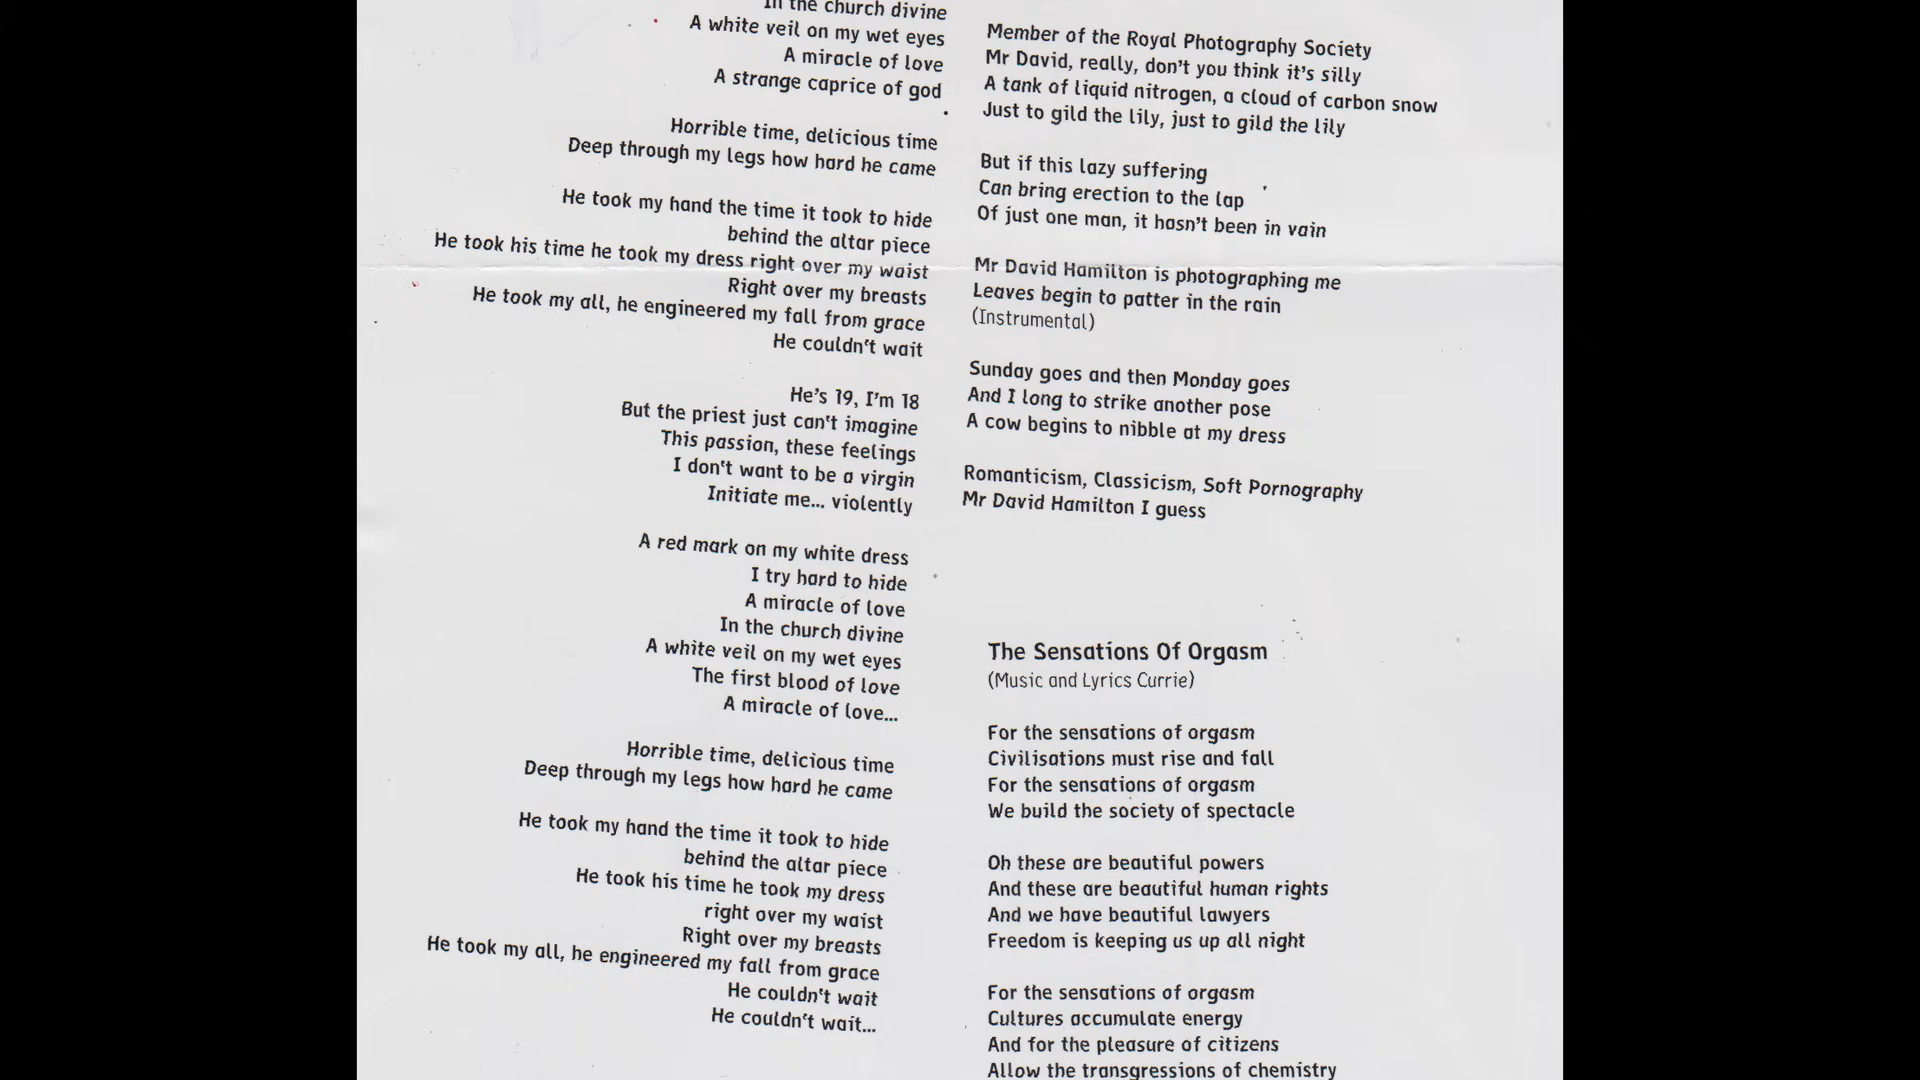 In the church divine
A white veil on my wet eyes
A miracle of love
A strange caprice of god
Horrible time, delicious time
Deep through my legs how hard he came
He took my hand the time it took to hide
behind the altar piece
He took his time he took my dress right over my waist
Right over my breasts
He took my all, he engineered my fall from grace
He couldn't wait
He's 19, I'm 18
But the priest just can't imagine
This passion, these feelings
I don't want to be a virgin
Initiate me... violently
A red mark on my white dress
I try hard to hide
A miracle of love
In the church divine
A white veil on my wet eyes
The first blood of love
A miracle of love...
Horrible time, delicious time
Deep through my legs how hard he came
He took my hand the time it took to hide
behind the altar piece
He took his time he took my dress
right over my waist
Right over my breasts
He took my all, he engineered my fall from grace
He couldn't wait
He couldn't wait...
Member of the Royal Photography Society
Mr David, really, don't you think it's silly
A tank of liquid nitrogen, a cloud of carbon snow
Just to gild the lily, just to gild the lily
But if this lazy suffering
Can bring erection to the lap
Of just one man, it hasn't been in vain
Mr David Hamilton is photographing me
Leaves begin to patter in the rain
(Instrumental)
Sunday goes and then Monday goes
And I long to strike another pose
A cow begins to nibble at my dress
Romanticism, Classicism, Soft Pornography
Mr David Hamilton I guess
The Sensations Of Orgasm
(Music and Lyrics Currie)
For the sensations of orgasm
Civilisations must rise and fall
For the sensations of orgasm
We build the society of spectacle
Oh these are beautiful powers
And these are beautiful human rights
And we have beautiful lawyers
Freedom is keeping us up all night
For the sensations of orgasm
Cultures accumulate energy
And for the pleasure of citizens
Allow the transgressions of chemistry